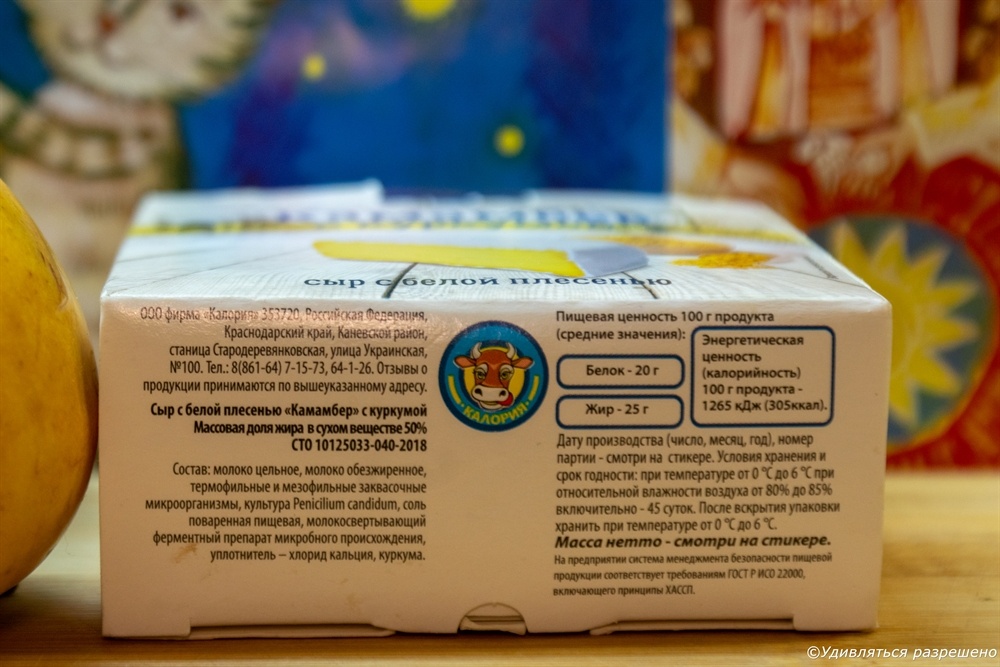 сыр с белой плесенью
ООО фирма «Калория» 353720, Российская Федерация,
Краснодарский край, Каневской район,
станица Стародеревянковская, улица Украинская,
№100. Тел.: 8(861-64) 7-15-73, 64-1-26. Отзывы о
продукции принимаются по вышеуказанному адресу.
Сыр с белой плесенью «Камамбер» с куркумой
Массовая доля жира в сухом веществе 50%
СТО 10125033-040-2018
Состав: молоко цельное, молоко обезжиренное,
термофильные и мезофильные заквасочные
микроорганизмы, культура Penicilium candidum, соль
поваренная пищевая, молокосвертывающий
ферментный препарат микробного происхождения,
уплотнитель – хлорид кальция, куркума.
КАЛОРИЯ
Пищевая ценность 100 г продукта
(средние значения):
Белок - 20 г
Жир - 25 г
Энергетическая
ценность
(калорийность)
100 г продукта -
1265 кДж (305ккал).
Дату производства (число, месяц, год), номер
партии - смотри на стикере. Условия хранения и
срок годности: при температуре от 0 °С до 6 °С при
относительной влажности воздуха от 80% до 85%
включительно - 45 суток. После вскрытия упаковки
хранить при температуре от 0 °С до 6 °С.
Масса нетто - смотри на стикере.
На предприятии система менеджмента безопасности пищевой
продукции соответствует требованиям ГОСТ Р ИСО 22000,
включающего принципы ХАССП.
©Удивляться разрешено